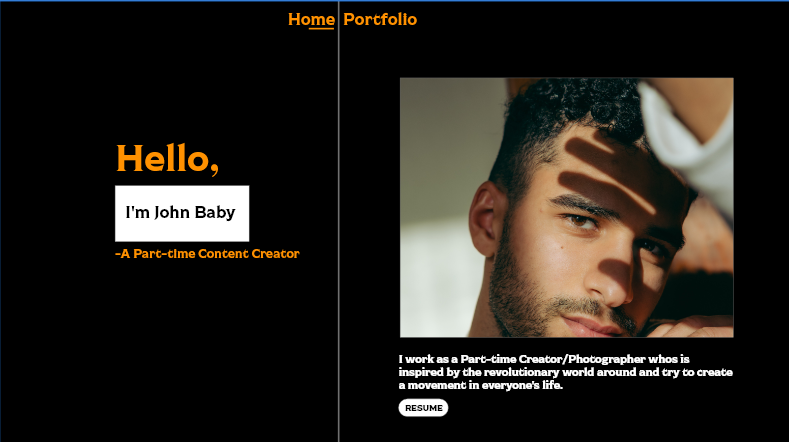 Home Portfolio
Hello,
I'm John Baby
-A Part-time Content Creator
I work as a Part-time Creator/Photographer whos is
inspired by the revolutionary world around and try to create
a movement in everyone's life.
RESUME